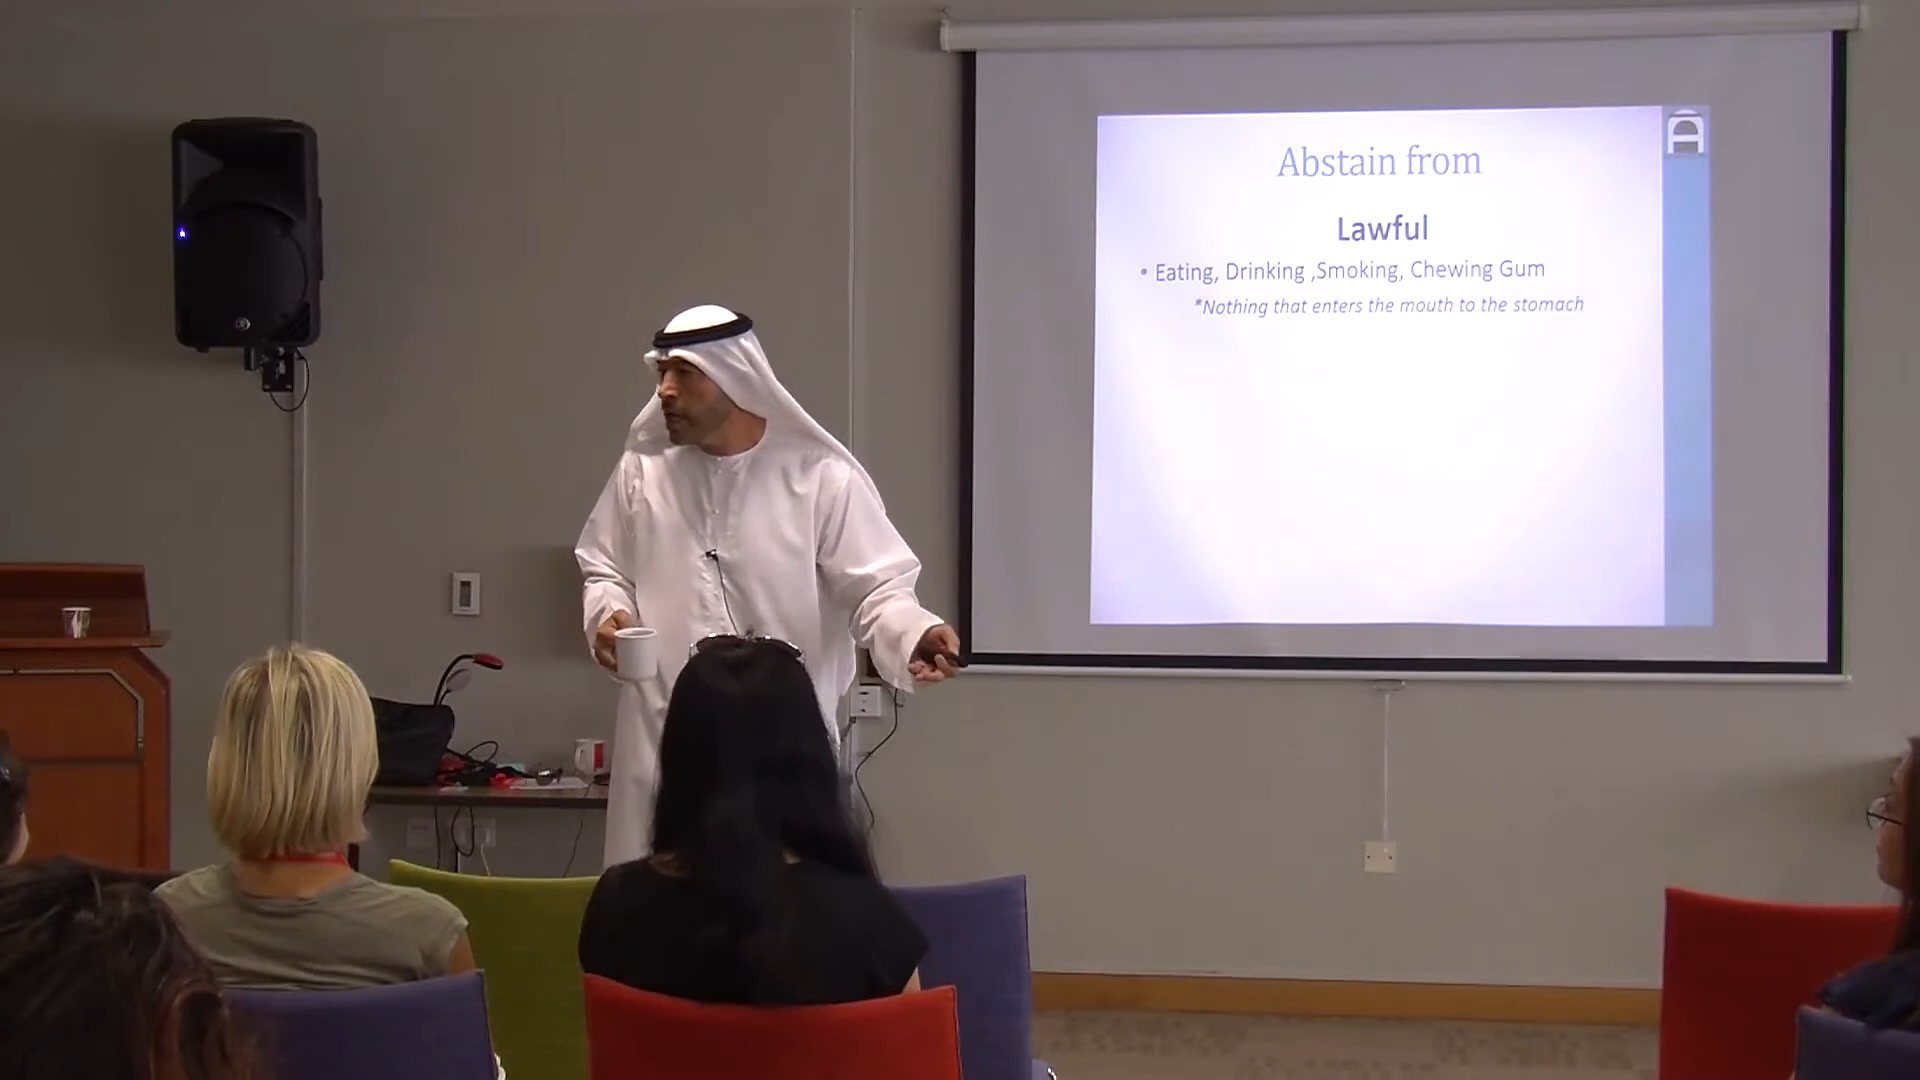 Abstain from
Lawful
• Eating, Drinking ,Smoking, Chewing Gum
*Nothing that enters the mouth to the stomach